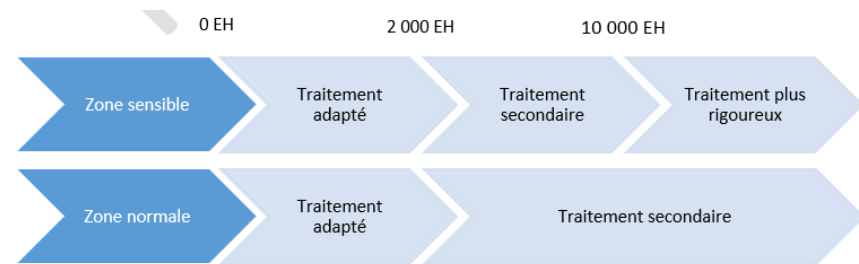 0 EH 2 000 EH 10 000 EH
Zone sensible
Traitement
adapté
Traitement
secondaire
Traitement plus
rigoureux
Zone normale
Traitement
adapté
Traitement secondaire